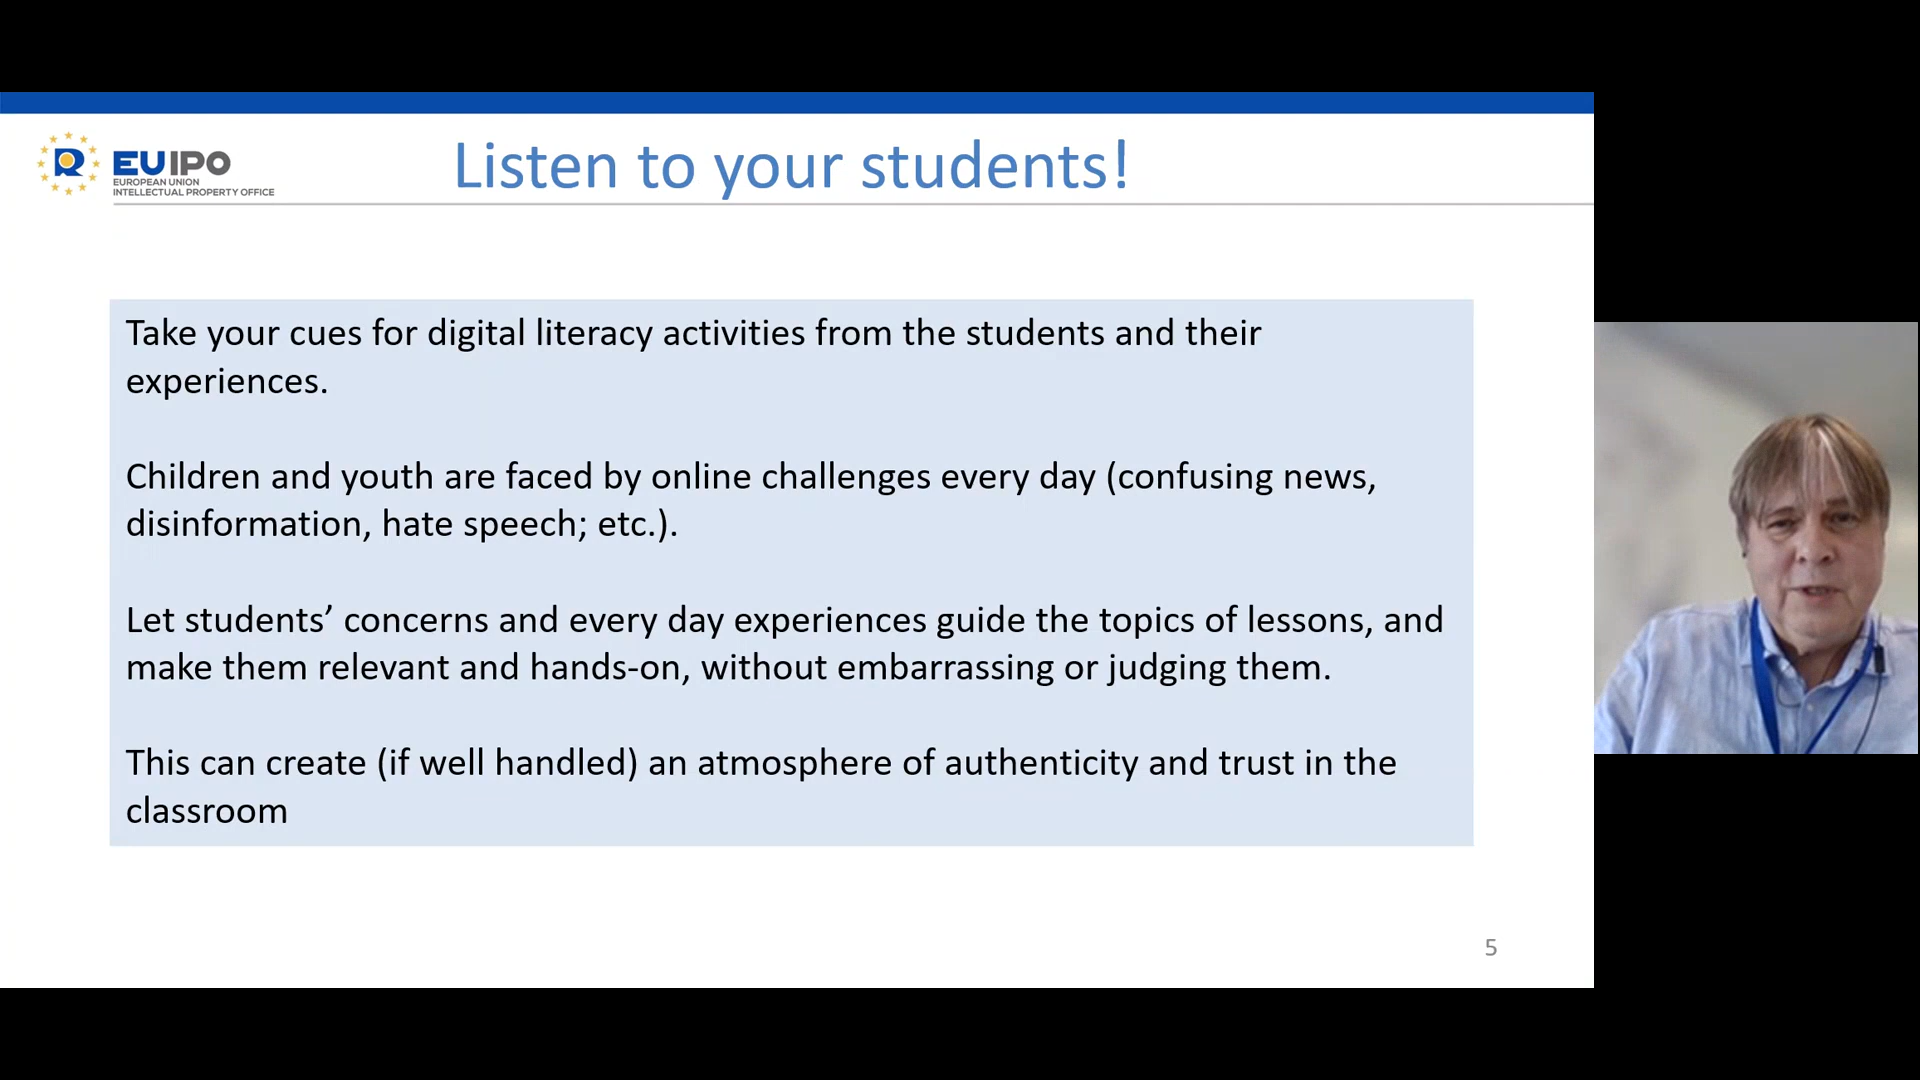 EUIPO
EUROPEAN UNION
INTELLECTUAL PROPERTY OFFICE
Listen to your students!
Take your cues for digital literacy activities from the students and their
experiences.
Children and youth are faced by online challenges every day (confusing news,
disinformation, hate speech; etc.).
Let students’ concerns and every day experiences guide the topics of lessons, and
make them relevant and hands-on, without embarrassing or judging them.
This can create (if well handled) an atmosphere of authenticity and trust in the
classroom
5